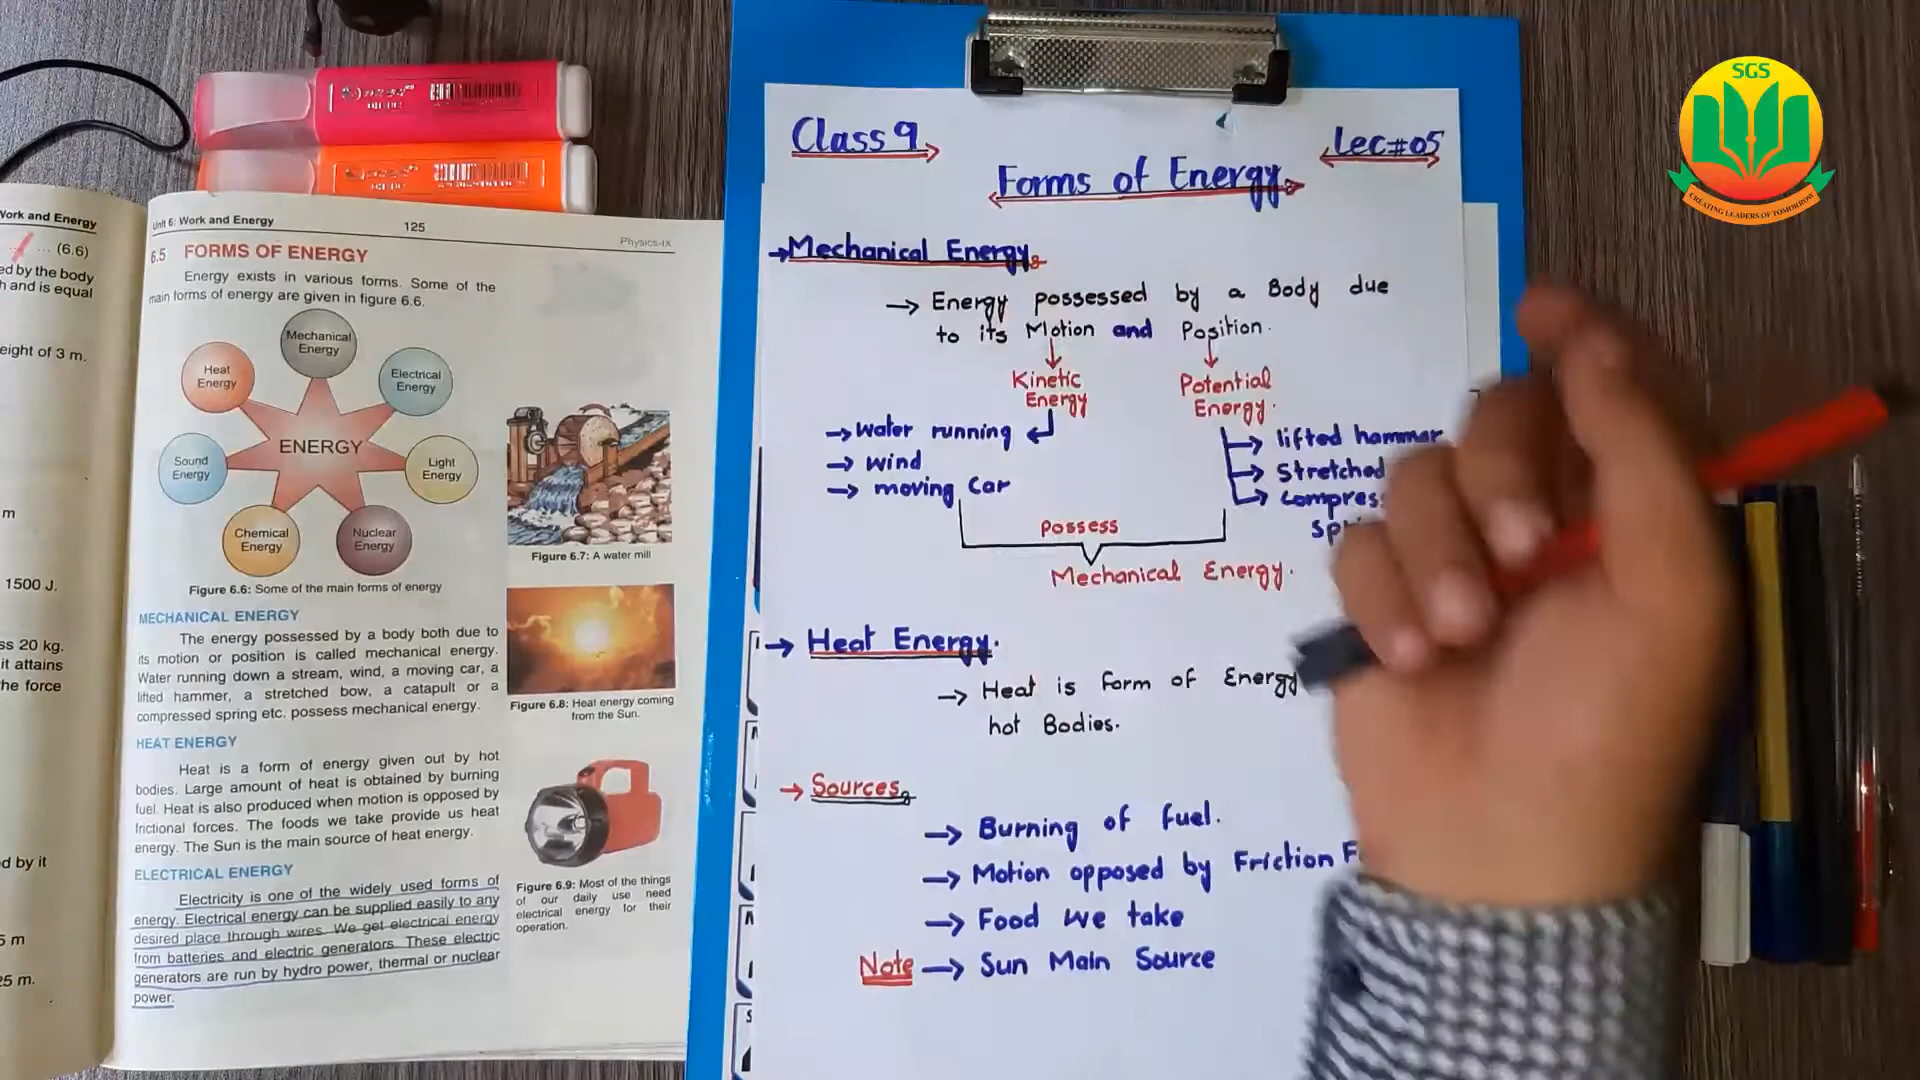 SGS
CREATING LEADERS OF TOMORROW
Work and Energy
(6.6)
ed by the body
h and is equal
eight of 3 m.
m
1500 J.
ss 20 kg.
it attains
the force
d by it
5 m
25 m.
Unit 6: Work and Energy
125
Physics-IX
6.5 FORMS OF ENERGY
Energy exists in various forms. Some of the
main forms of energy are given in figure 6.6.
Mechanical
Energy
Heat
Energy
Electrical
Energy
ENERGY
Sound
Energy
Light
Energy
Chemical
Energy
Nuclear
Energy
Figure 6.6: Some of the main forms of energy
MECHANICAL ENERGY
The energy possessed by a body both due to
its motion or position is called mechanical energy.
Water running down a stream, wind, a moving car, a
lifted hammer, a stretched bow, a catapult or a
compressed spring etc. possess mechanical energy.
HEAT ENERGY
Heat is a form of energy given out by hot
bodies. Large amount of heat is obtained by burning
fuel. Heat is also produced when motion is opposed by
frictional forces. The foods we take provide us heat
energy. The Sun is the main source of heat energy.
ELECTRICAL ENERGY
Electricity is one of the widely used forms of
energy. Electrical energy can be supplied easily to any
desired place through wires. We get electrical energy
from batteries and electric generators. These electric
generators are run by hydro power, thermal or nuclear
power.
Figure 6.7: A water mill
Figure 6.8: Heat energy coming
from the Sun.
Figure 6.9: Most of the things
of our daily use need
electrical energy for their
operation.
Class 9
Lec#05
Forms of Energy
→ Mechanical Energy
→ Energy possessed by a Body due
to its Motion and Position.
Kinetic
Energy
Potential
Energy.
→ Water running
→ wind
→ moving Car
→ lifted hammar
→ Stretched
→ Compress
Possess
Mechanical Energy.
→ Heat Energy.
→ Heat is form of Energy
hot Bodies.
→ Sources
→ Burning of fuel.
→ Motion opposed by Friction F
→ Food we take
Note → Sun Main Source